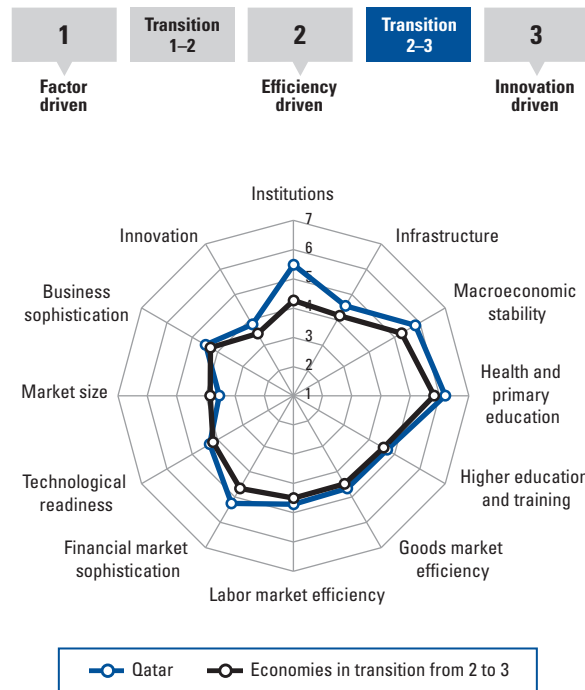 1
Transition
1–2
2
Transition
2–3
3
Factor
driven
Efficiency
driven
Innovation
driven
Institutions
7
Innovation
Infrastructure
6
5
Business
sophistication
Macroeconomic
stability
4
3
2
Market size
1
Health and
primary
education
Technological
readiness
Higher education
and training
Financial market
sophistication
Goods market
efficiency
Labor market efficiency
Qatar
Economies in transition from 2 to 3